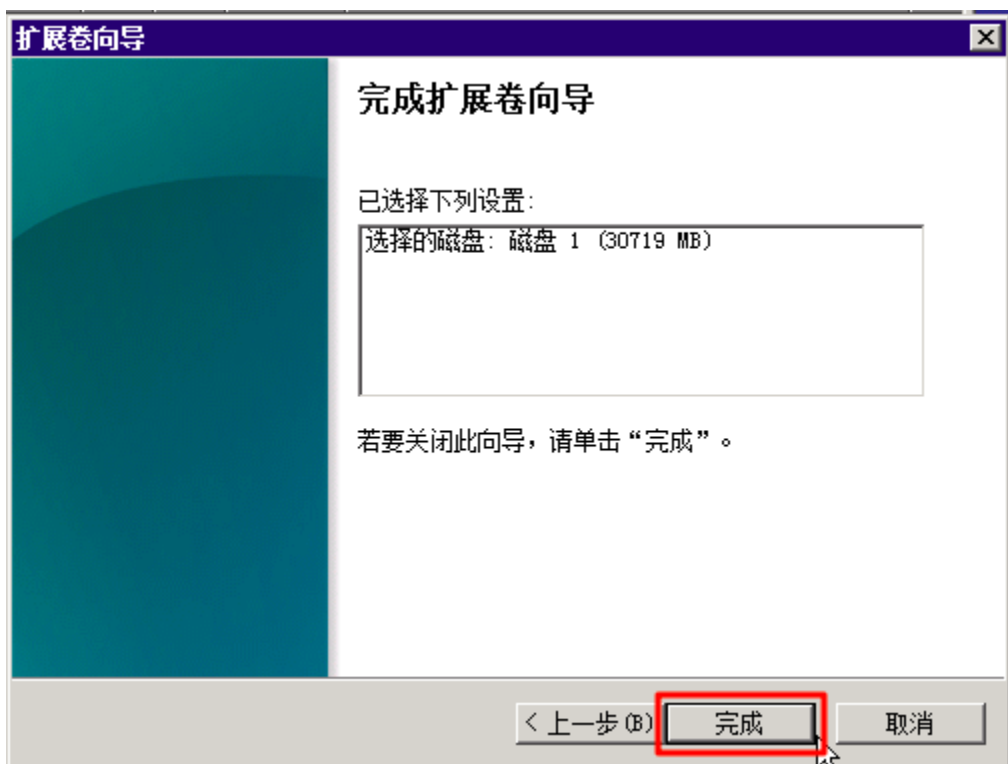 扩展卷向导
完成扩展卷向导
已选择下列设置:
选择的磁盘: 磁盘 1 (30719 MB)
若要关闭此向导，请单击“完成”。
< 上一步(B) 完成 取消